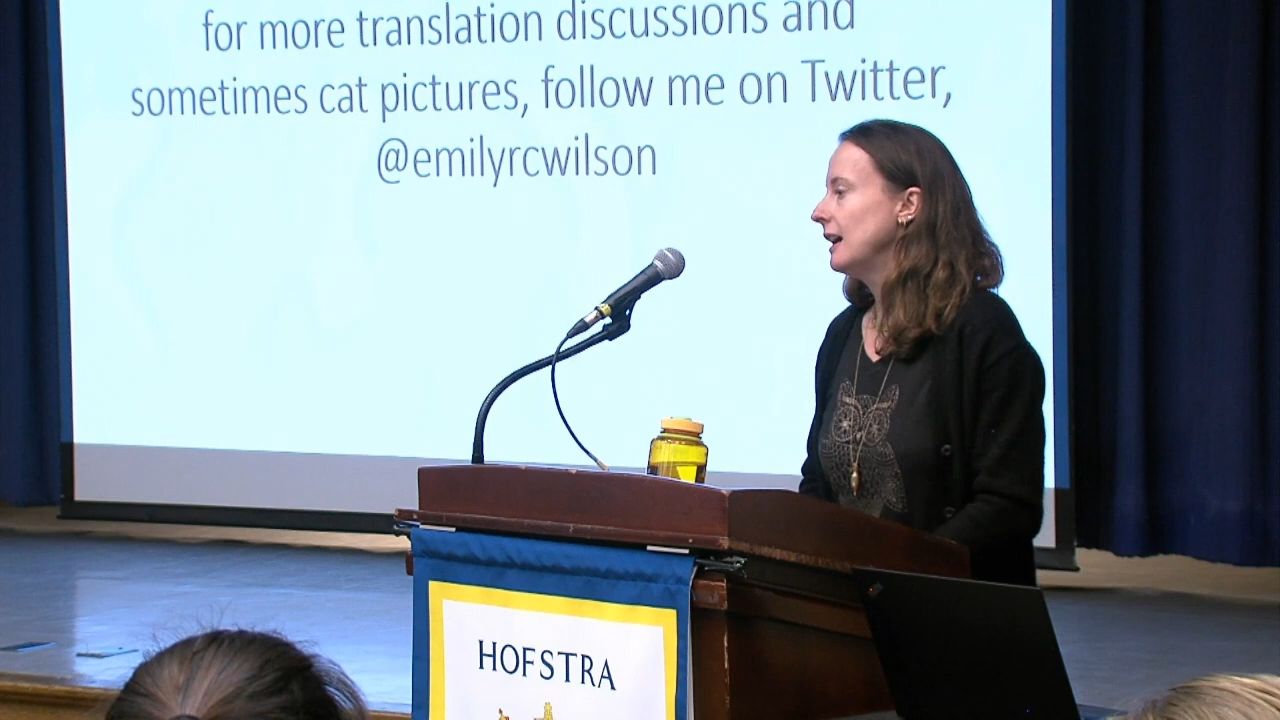 for more translation discussions and
sometimes cat pictures, follow me on Twitter,
@emilyrcwilson
HOFSTRA